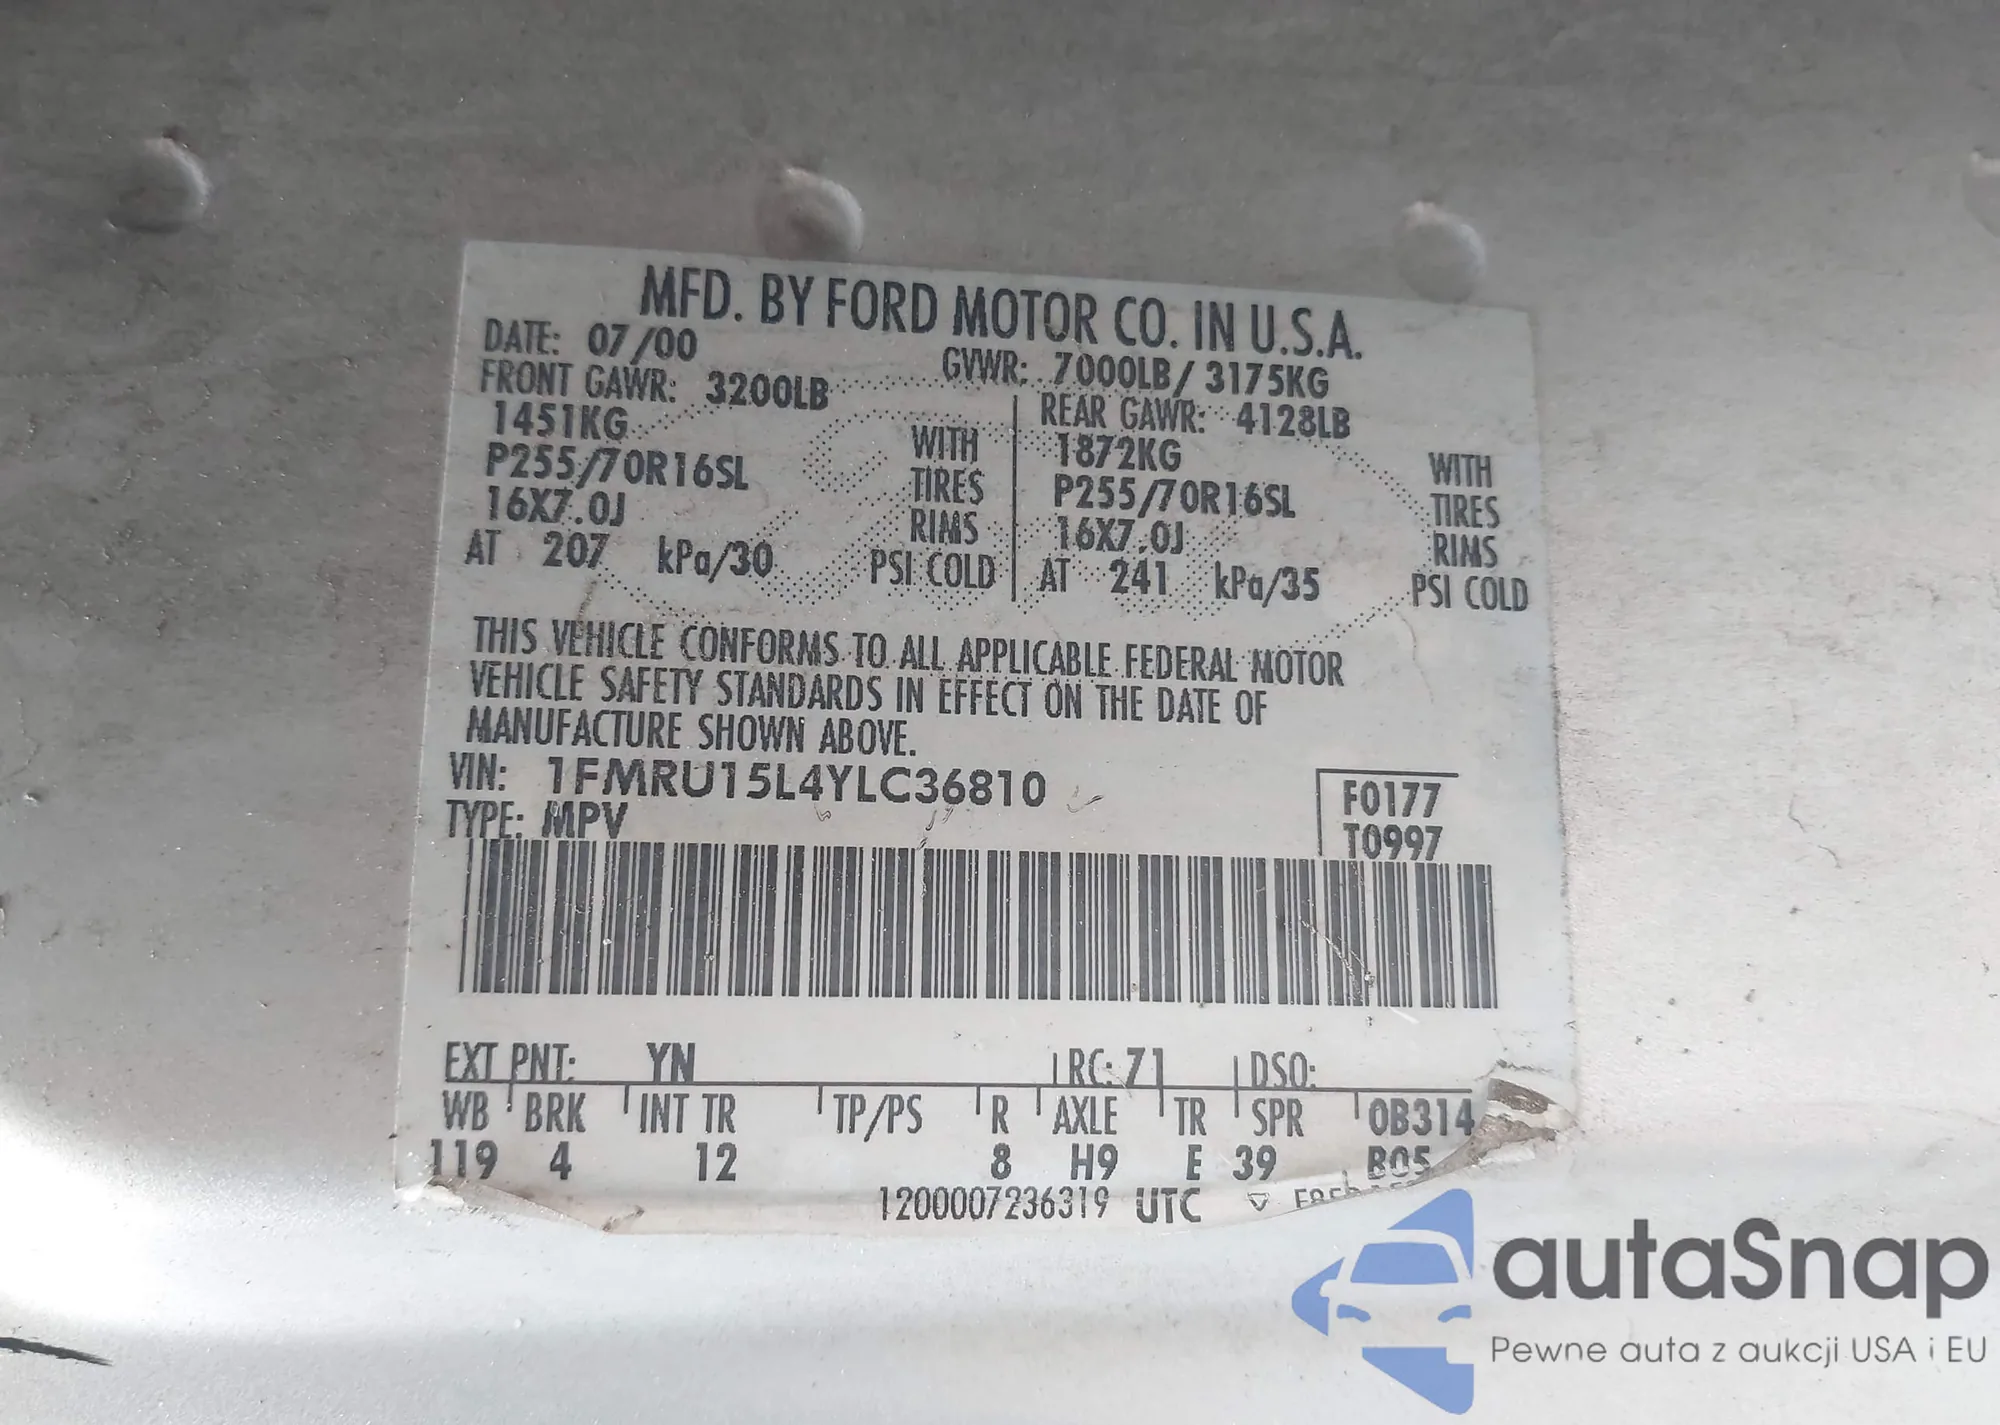 MFD. BY FORD MOTOR CO. IN U.S.A.
DATE: 07/00 GVWR: 7000LB/ 3175KG
FRONT GAWR: 3200LB REAR GAWR: 4128LB
1451KG WITH 1872KG WITH
P255/70R16SL TIRES P255/70R16SL TIRES
16X7.0J RIMS 16X7.0J RIMS
AT 207 kPa/30 PSI COLD AT 241 kPa/35 PSI COLD
THIS VEHICLE CONFORMS TO ALL APPLICABLE FEDERAL MOTOR
VEHICLE SAFETY STANDARDS IN EFFECT ON THE DATE OF
MANUFACTURE SHOWN ABOVE.
VIN: 1FMRU15L4YLC36810 F0177
TYPE: MPV T0997
EXT PNT: YN RC: 71 DSO:
WB BRK INT TR TP/PS R AXLE TR SPR 0B314
119 4 12 8 H9 E 39 B05
1200007236319 UTC
autaSnap
Pewne auta z aukcji USA i EU